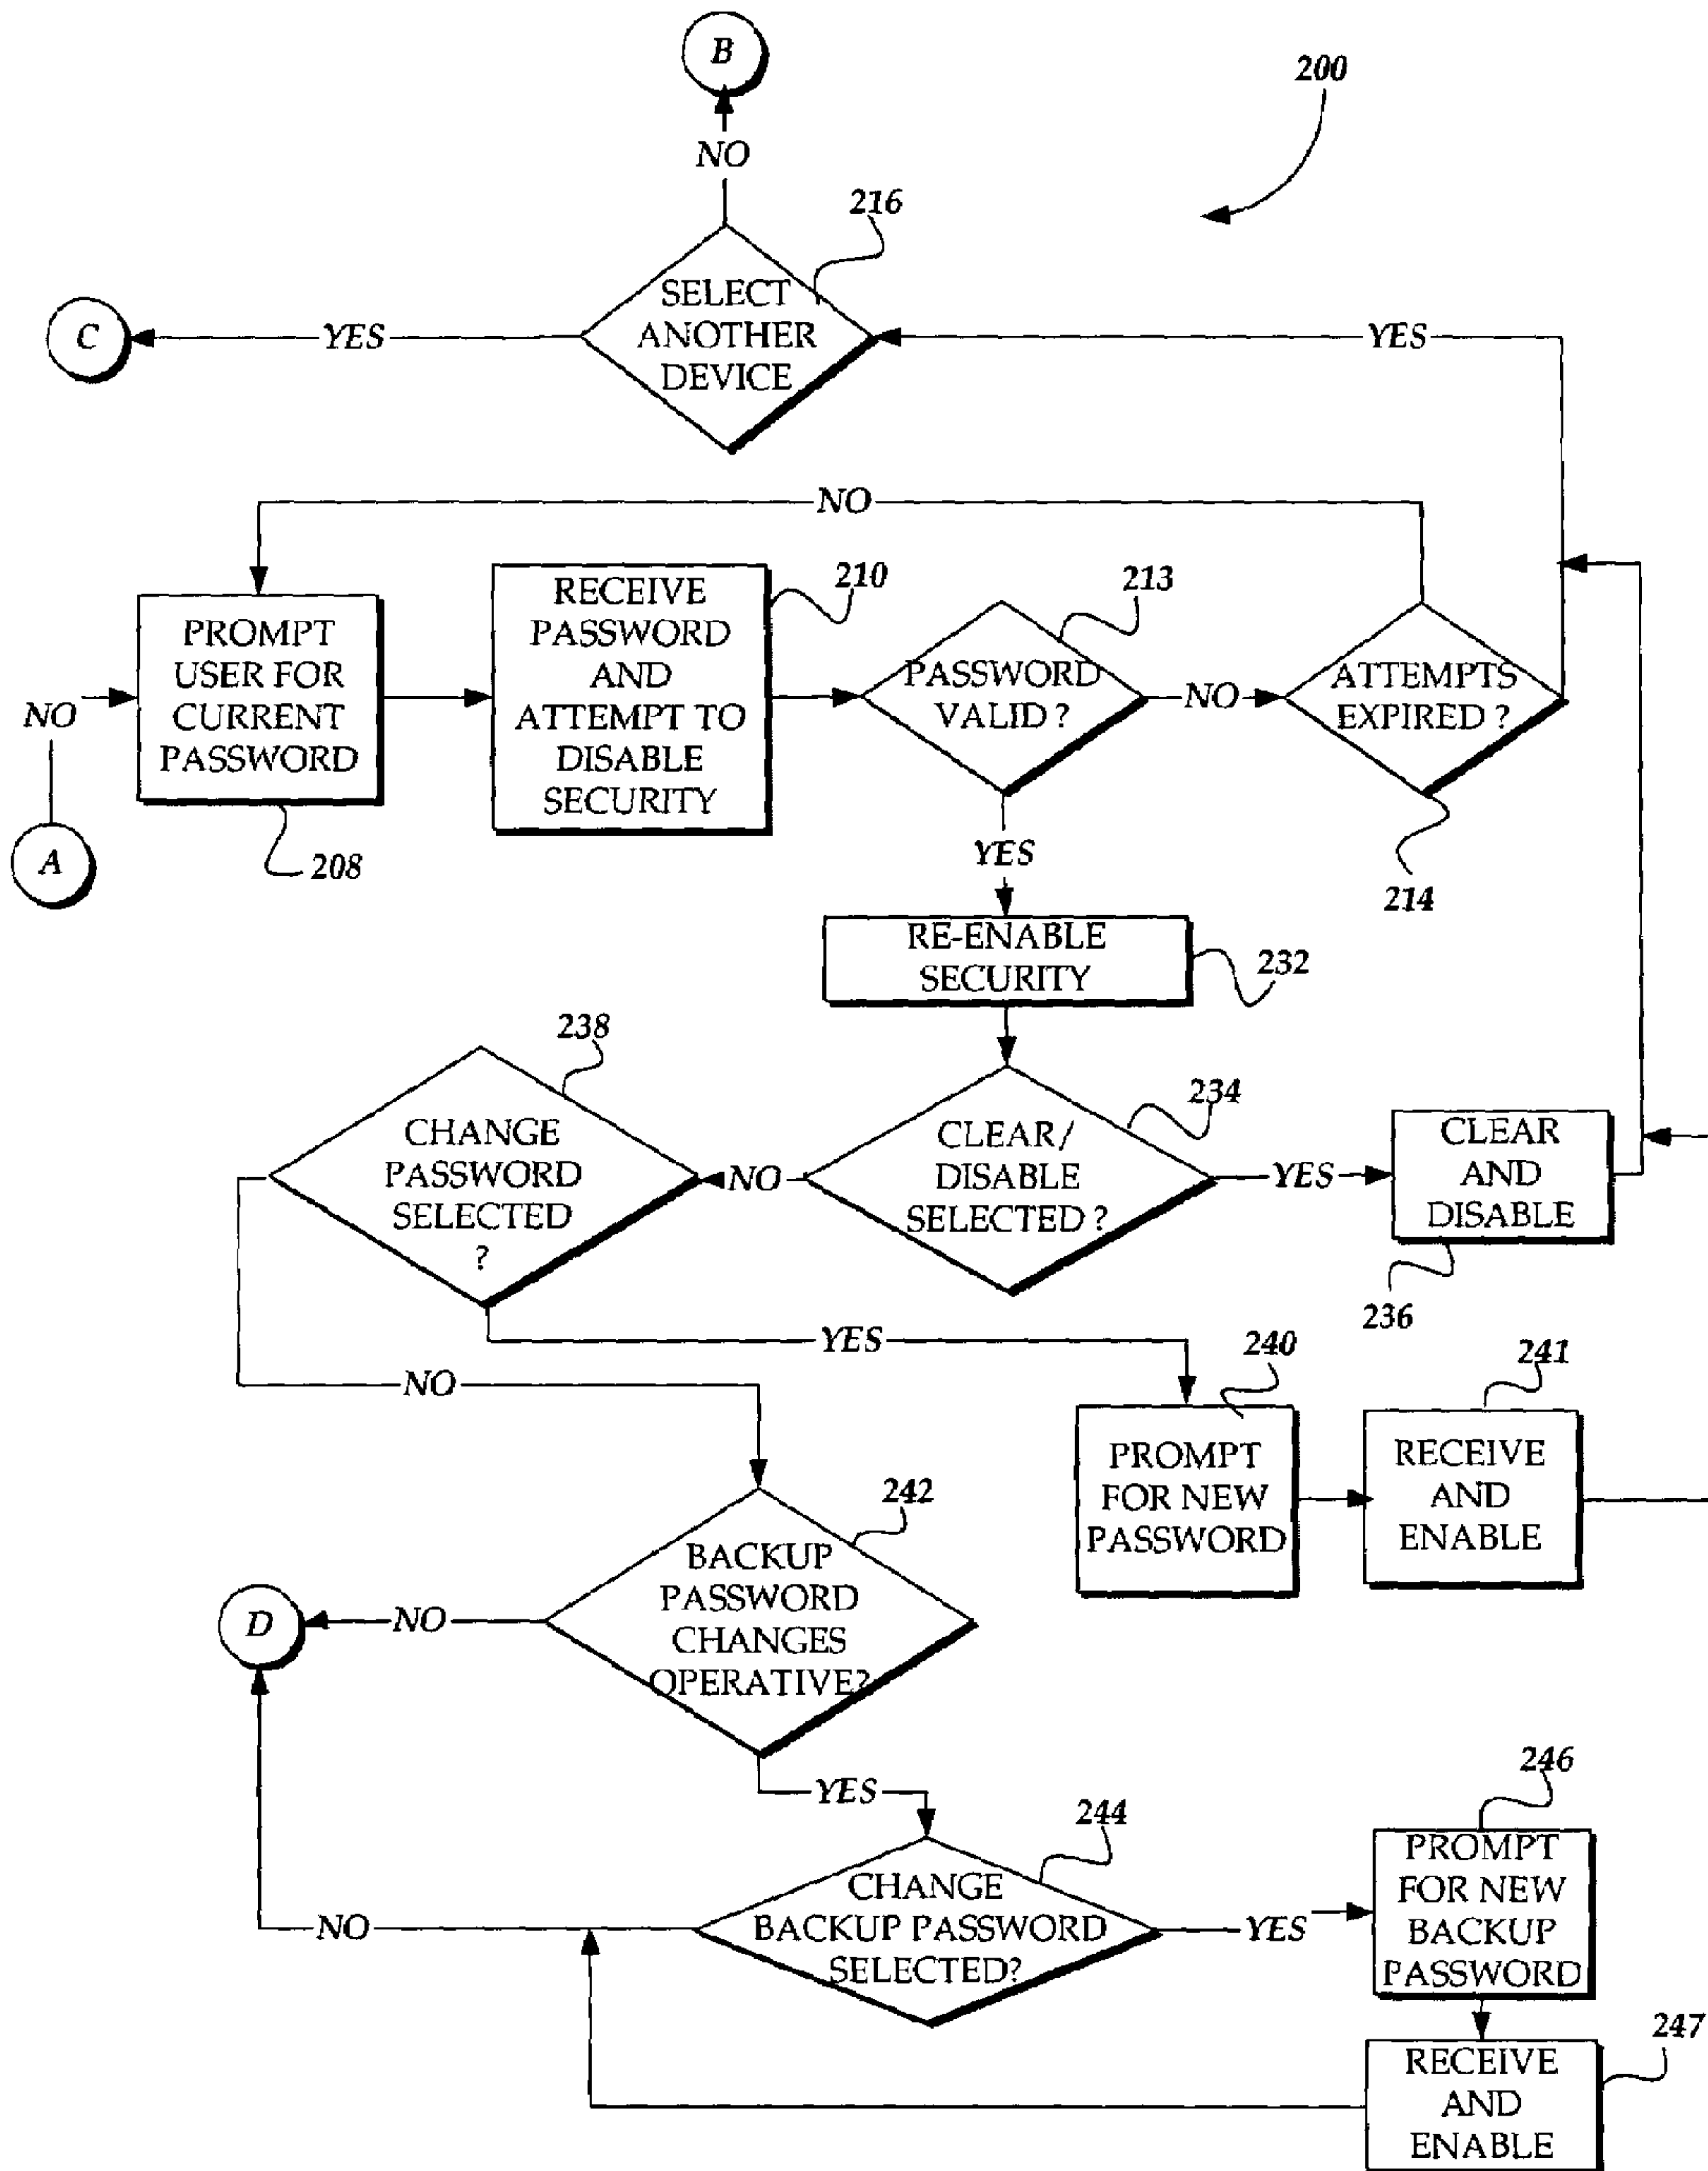 B
200
NO
216
SELECT
ANOTHER
DEVICE
C
YES
YES
NO
PROMPT
USER FOR
CURRENT
PASSWORD
208
NO
A
RECEIVE
PASSWORD
AND
ATTEMPT TO
DISABLE
SECURITY
210
PASSWORD
VALID ?
213
NO
ATTEMPTS
EXPIRED ?
214
YES
RE-ENABLE
SECURITY
232
238
CHANGE
PASSWORD
SELECTED
?
NO
CLEAR/
DISABLE
SELECTED ?
234
YES
CLEAR
AND
DISABLE
236
YES
NO
240
PROMPT
FOR NEW
PASSWORD
241
RECEIVE
AND
ENABLE
242
BACKUP
PASSWORD
CHANGES
OPERATIVE?
NO
D
YES
244
CHANGE
BACKUP PASSWORD
SELECTED?
NO
YES
246
PROMPT
FOR NEW
BACKUP
PASSWORD
247
RECEIVE
AND
ENABLE